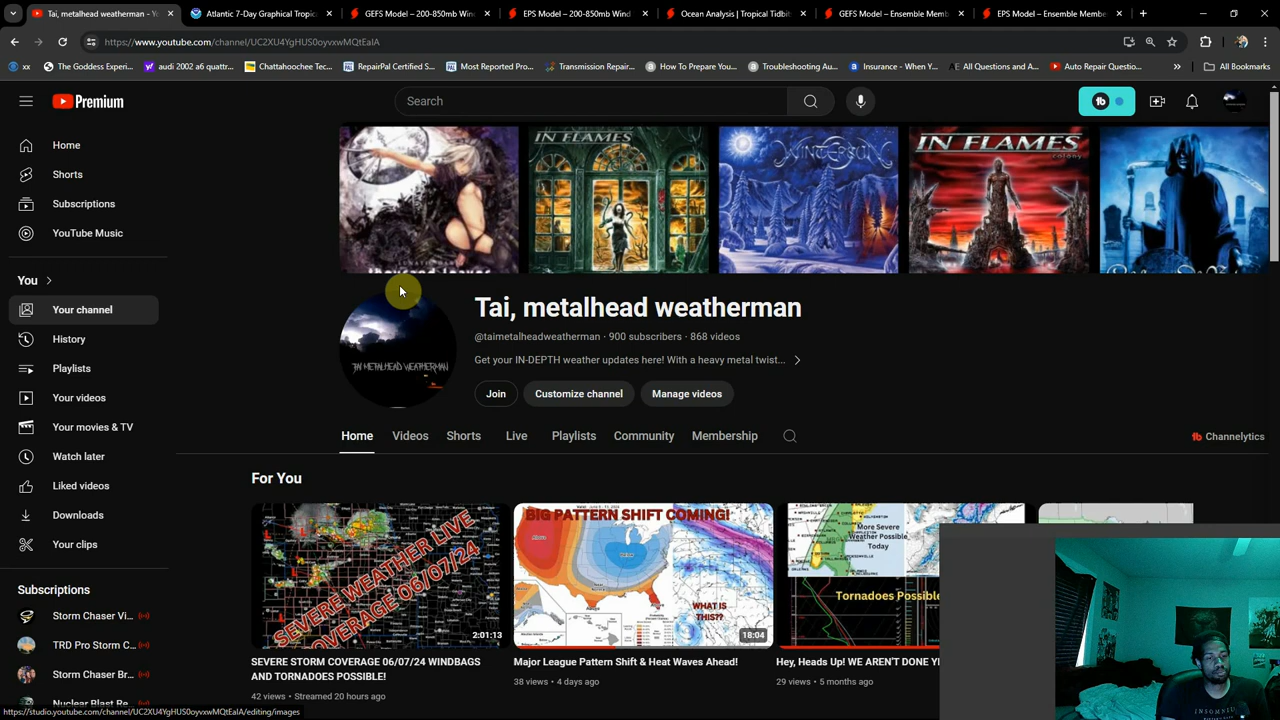 Tai, metalhead weatherman - Y
Atlantic 7-Day Graphical Tropic
GEFS Model – 200-850mb Win
EPS Model – 200-850mb Wind
Ocean Analysis | Tropical Tidbit
GEFS Model – Ensemble Memb
EPS Model – Ensemble Membe
https://www.youtube.com/channel/UC2XU4YgHUS0oyvxwMQtEaIA
xx
The Goddess Experi...
audi 2002 a6 quattr...
Chattahoochee Tec...
RepairPal Certified S...
Most Reported Pro...
Transmission Repair...
How To Prepare You...
Troubleshooting Au...
Insurance - When Y...
All Questions and A...
Auto Repair Questio...
All Bookmarks
Premium
Search
Home
Shorts
Subscriptions
YouTube Music
You
Your channel
History
Playlists
Your videos
Your movies & TV
Watch later
Liked videos
Downloads
Your clips
Subscriptions
Storm Chaser Vi...
TRD Pro Storm C...
Storm Chaser Br...
Nuclear Blast Re
IN FLAMES
WINTERSUN
IN FLAMES
colony
TAI METALHEAD WEATHERMAN
Tai, metalhead weatherman
@taimetalheadweatherman · 900 subscribers · 868 videos
Get your IN-DEPTH weather updates here! With a heavy metal twist...
Join
Customize channel
Manage videos
Home
Videos
Shorts
Live
Playlists
Community
Membership
Channelytics
For You
SEVERE WEATHER LIVE
COVERAGE 06/07/24
2:01:13
SEVERE STORM COVERAGE 06/07/24 WINDBAGS
AND TORNADOES POSSIBLE!
42 views · Streamed 20 hours ago
BIG PATTERN SHIFT COMING!
Above
Below
WHAT IS
THIS??
18:04
Major League Pattern Shift & Heat Waves Ahead!
38 views · 4 days ago
More Severe
Weather Possible
Today
Tornadoes Possible
Hey, Heads Up! WE AREN'T DONE Y
29 views · 5 months ago
INSOMNIUM
https://studio.youtube.com/channel/UC2XU4YgHUS0oyvxwMQtEaIA/editing/images